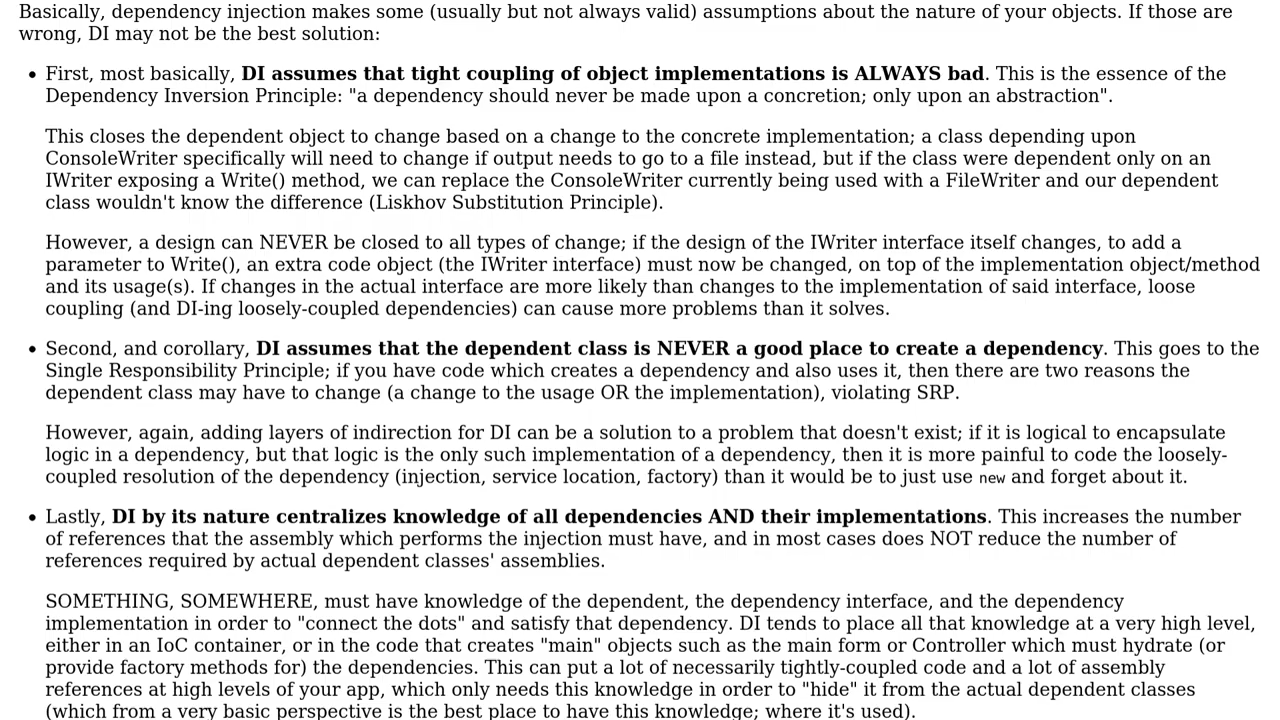 Basically, dependency injection makes some (usually but not always valid) assumptions about the nature of your objects. If those are
wrong, DI may not be the best solution:
• First, most basically, DI assumes that tight coupling of object implementations is ALWAYS bad. This is the essence of the
Dependency Inversion Principle: "a dependency should never be made upon a concretion; only upon an abstraction".
This closes the dependent object to change based on a change to the concrete implementation; a class depending upon
ConsoleWriter specifically will need to change if output needs to go to a file instead, but if the class were dependent only on an
IWriter exposing a Write() method, we can replace the ConsoleWriter currently being used with a FileWriter and our dependent
class wouldn't know the difference (Liskhov Substitution Principle).
However, a design can NEVER be closed to all types of change; if the design of the IWriter interface itself changes, to add a
parameter to Write(), an extra code object (the IWriter interface) must now be changed, on top of the implementation object/method
and its usage(s). If changes in the actual interface are more likely than changes to the implementation of said interface, loose
coupling (and DI-ing loosely-coupled dependencies) can cause more problems than it solves.
• Second, and corollary, DI assumes that the dependent class is NEVER a good place to create a dependency. This goes to the
Single Responsibility Principle; if you have code which creates a dependency and also uses it, then there are two reasons the
dependent class may have to change (a change to the usage OR the implementation), violating SRP.
However, again, adding layers of indirection for DI can be a solution to a problem that doesn't exist; if it is logical to encapsulate
logic in a dependency, but that logic is the only such implementation of a dependency, then it is more painful to code the loosely-
coupled resolution of the dependency (injection, service location, factory) than it would be to just use new and forget about it.
• Lastly, DI by its nature centralizes knowledge of all dependencies AND their implementations. This increases the number
of references that the assembly which performs the injection must have, and in most cases does NOT reduce the number of
references required by actual dependent classes' assemblies.
SOMETHING, SOMEWHERE, must have knowledge of the dependent, the dependency interface, and the dependency
implementation in order to "connect the dots" and satisfy that dependency. DI tends to place all that knowledge at a very high level,
either in an IoC container, or in the code that creates "main" objects such as the main form or Controller which must hydrate (or
provide factory methods for) the dependencies. This can put a lot of necessarily tightly-coupled code and a lot of assembly
references at high levels of your app, which only needs this knowledge in order to "hide" it from the actual dependent classes
(which from a very basic perspective is the best place to have this knowledge; where it's used).